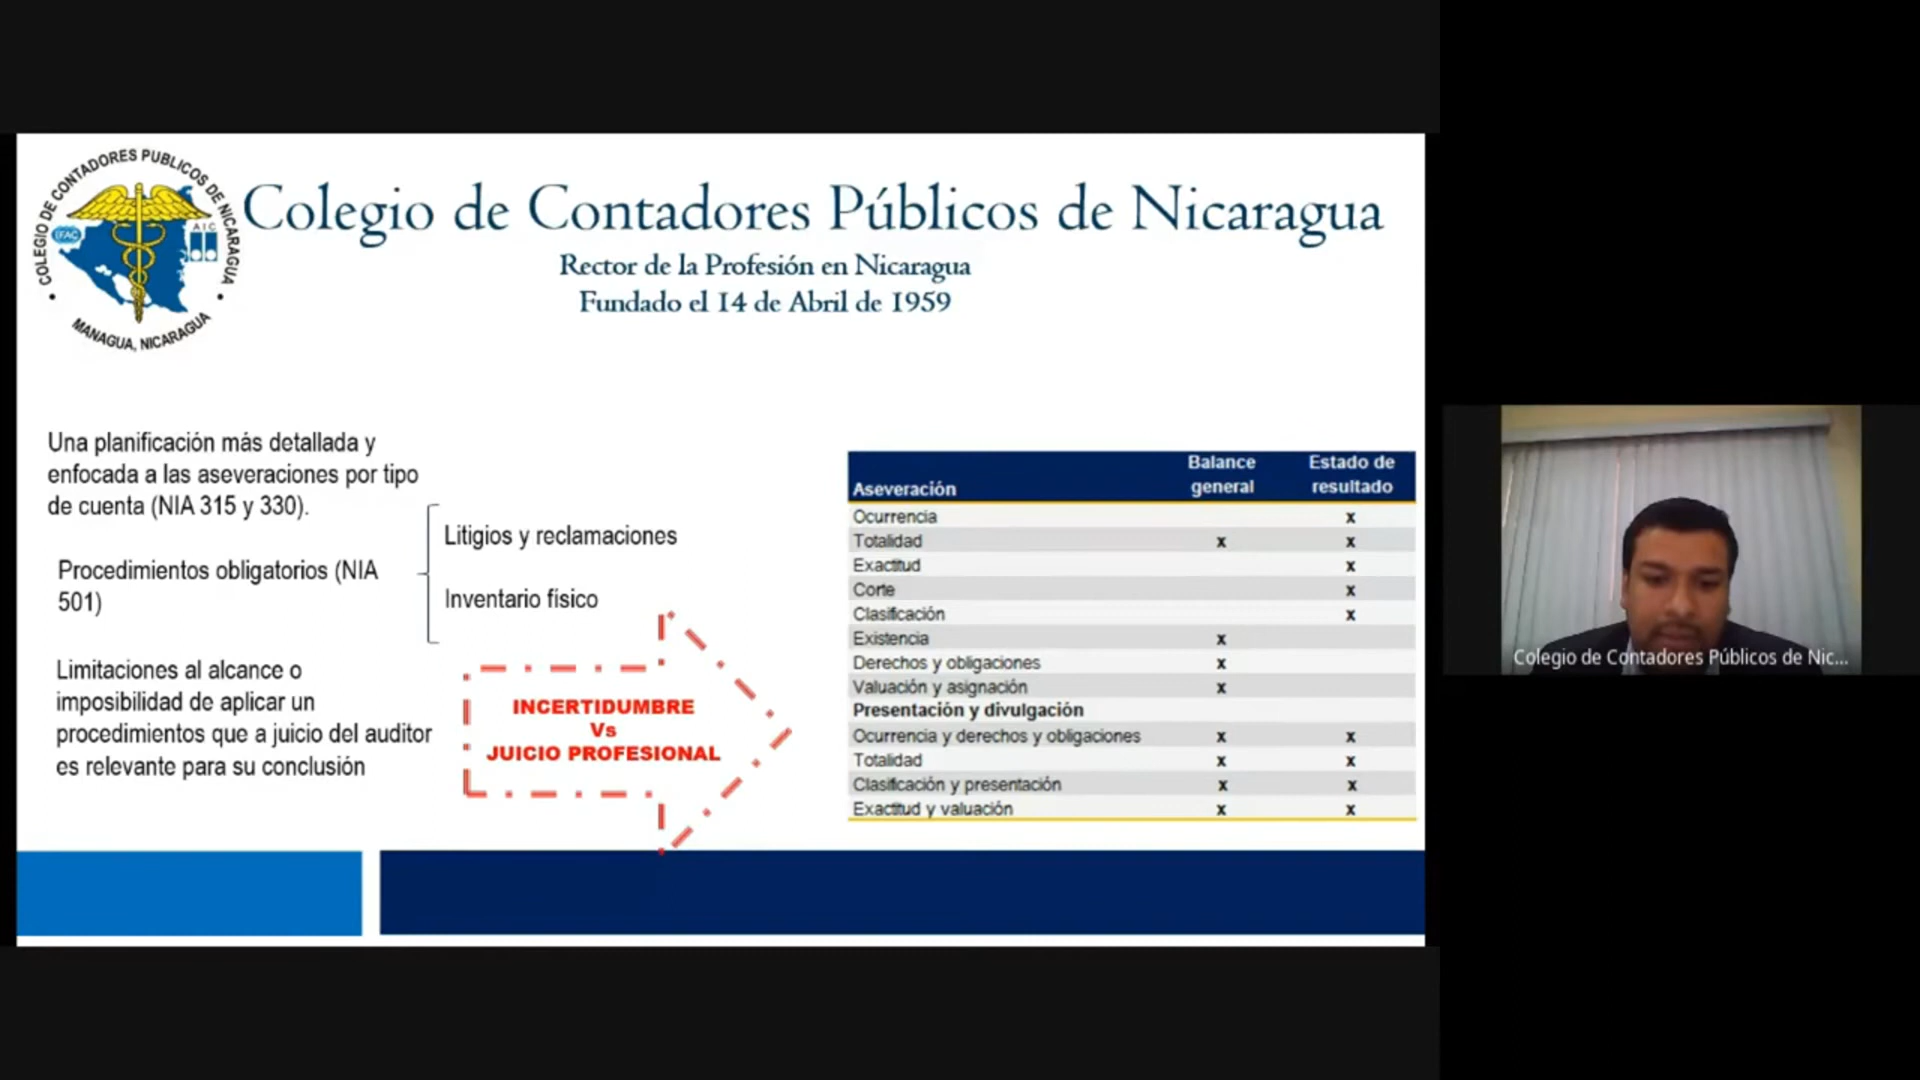 COLEGIO DE CONTADORES PUBLICOS DE NICARAGUA
IFAC
AIC
MANAGUA, NICARAGUA
Colegio de Contadores Públicos de Nicaragua
Rector de la Profesión en Nicaragua
Fundado el 14 de Abril de 1959
Una planificación más detallada y
enfocada a las aseveraciones por tipo
de cuenta (NIA 315 y 330).
Procedimientos obligatorios (NIA
501)
Litigios y reclamaciones
Inventario físico
Limitaciones al alcance o
imposibilidad de aplicar un
procedimientos que a juicio del auditor
es relevante para su conclusión
INCERTIDUMBRE
Vs
JUICIO PROFESIONAL
Balance Estado de
Aseveración general resultado
Ocurrencia x
Totalidad x x
Exactitud x
Corte x
Clasificación x
Existencia x
Derechos y obligaciones x
Valuación y asignación x
Presentación y divulgación
Ocurrencia y derechos y obligaciones x x
Totalidad x x
Clasificación y presentación x x
Exactitud y valuación x x
Colegio de Contadores Públicos de Nic...